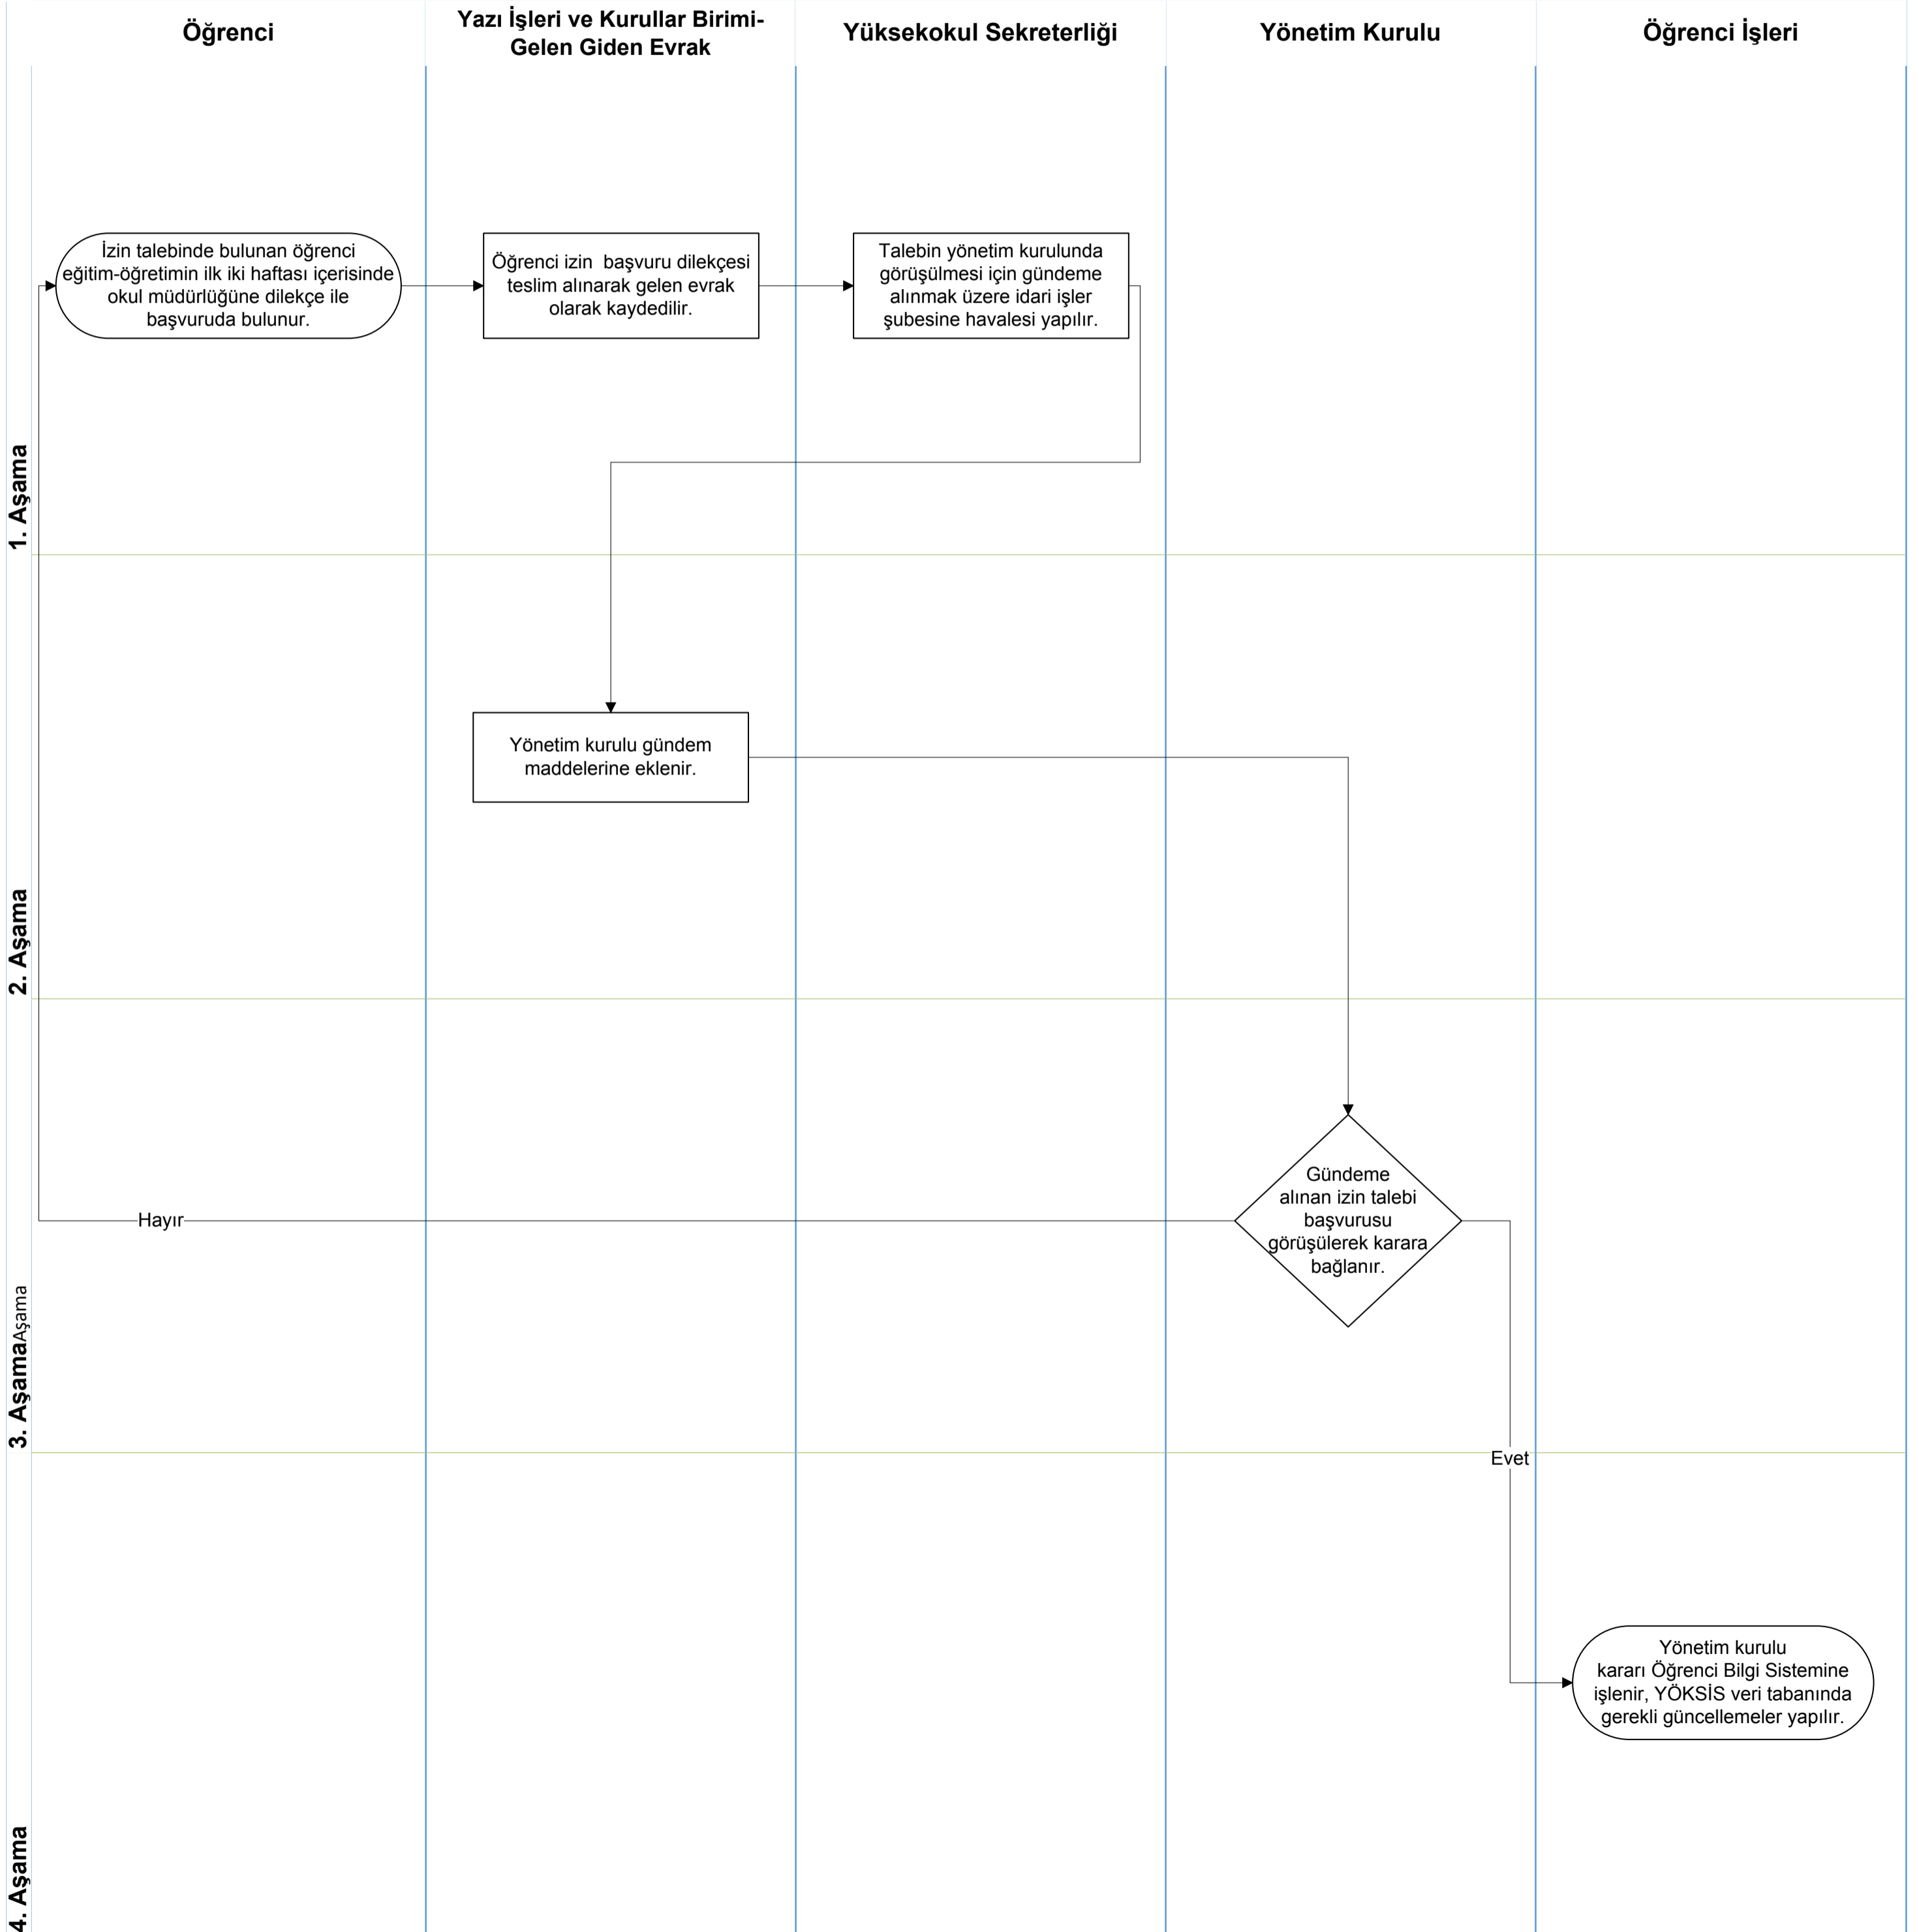 Öğrenci
Yazı İşleri ve Kurullar Birimi-
Gelen Giden Evrak
Yüksekokul Sekreterliği
Yönetim Kurulu
Öğrenci İşleri
1. Aşama
İzin talebinde bulunan öğrenci
eğitim-öğretimin ilk iki haftası içerisinde
okul müdürlüğüne dilekçe ile
başvuruda bulunur.
Öğrenci izin  başvuru dilekçesi
teslim alınarak gelen evrak
olarak kaydedilir.
Talebin yönetim kurulunda
görüşülmesi için gündeme
alınmak üzere idari işler
şubesine havalesi yapılır.
2. Aşama
Yönetim kurulu gündem
maddelerine eklenir.
3. AşamaAşama
Gündeme
alınan izin talebi
başvurusu
görüşülerek karara
bağlanır.
Hayır
Evet
4. Aşama
Yönetim kurulu
kararı Öğrenci Bilgi Sistemine
işlenir, YÖKSİS veri tabanında
gerekli güncellemeler yapılır.